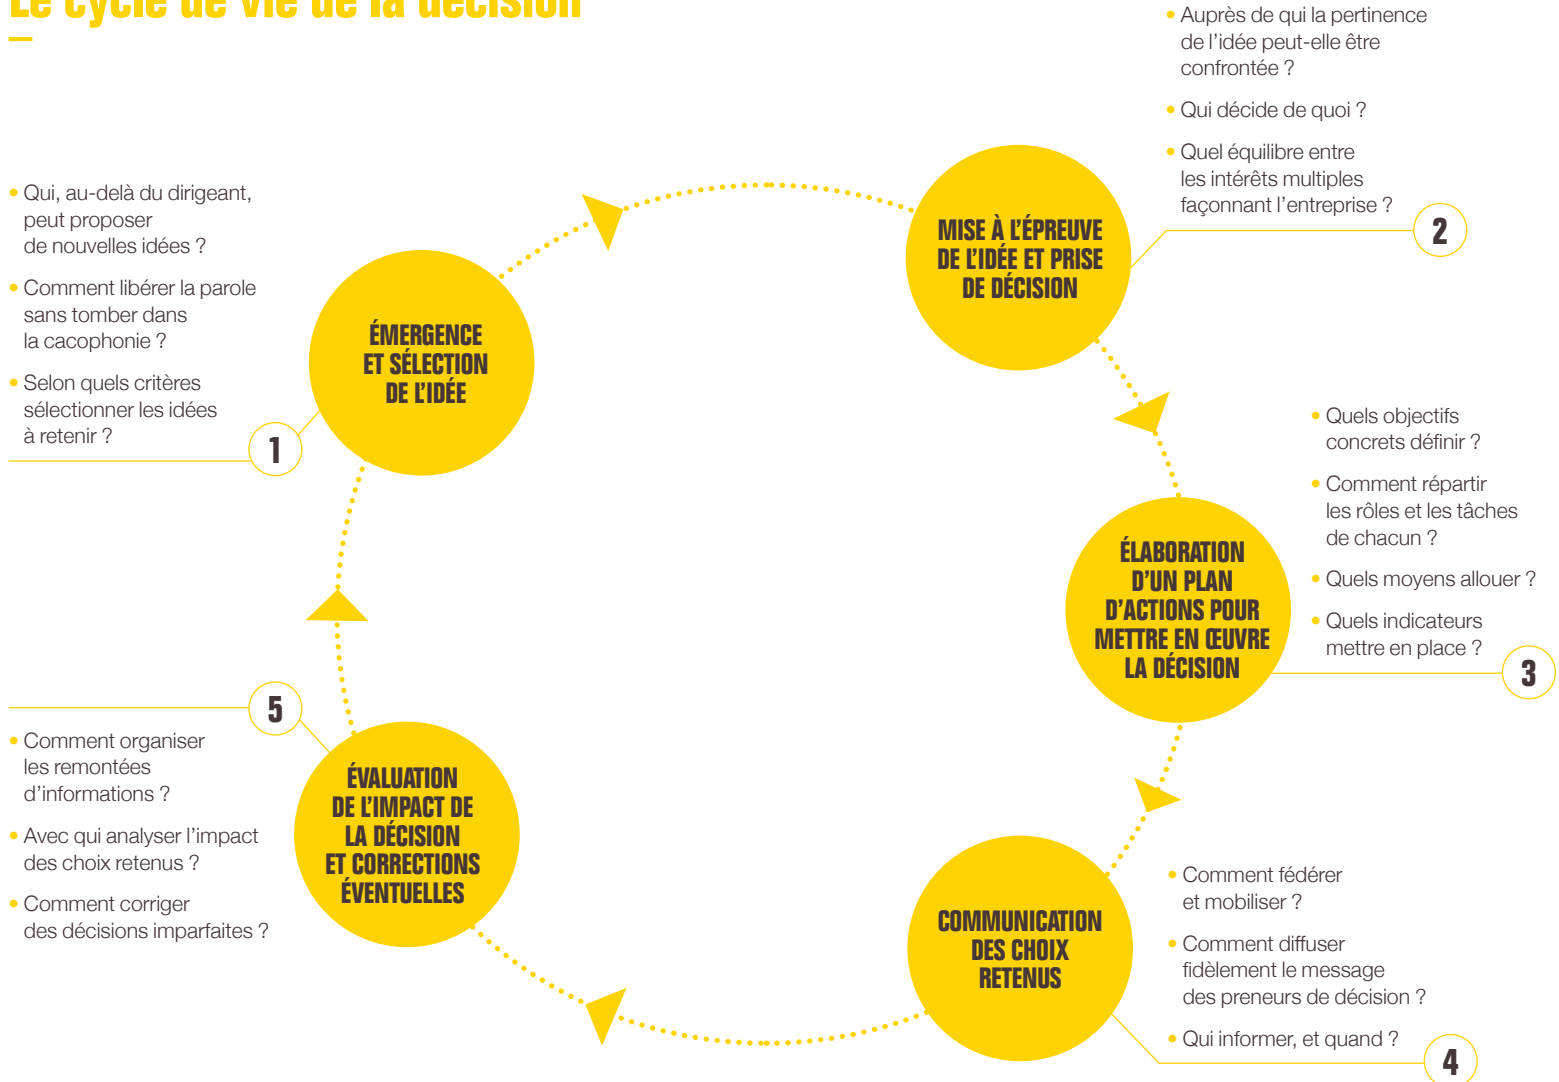 Le cycle de vie de la décision
• Qui, au-delà du dirigeant,
peut proposer
de nouvelles idées ?
• Comment libérer la parole
sans tomber dans
la cacophonie ?
• Selon quels critères
sélectionner les idées
à retenir ?
1
ÉMERGENCE
ET SÉLECTION
DE L'IDÉE
• Auprès de qui la pertinence
de l'idée peut-elle être
confrontée ?
• Qui décide de quoi ?
• Quel équilibre entre
les intérêts multiples
façonnant l'entreprise ?
2
MISE À L'ÉPREUVE
DE L'IDÉE ET PRISE
DE DÉCISION
• Quels objectifs
concrets définir ?
• Comment répartir
les rôles et les tâches
de chacun ?
• Quels moyens allouer ?
• Quels indicateurs
mettre en place ?
3
ÉLABORATION
D'UN PLAN
D'ACTIONS POUR
METTRE EN ŒUVRE
LA DÉCISION
• Comment fédérer
et mobiliser ?
• Comment diffuser
fidèlement le message
des preneurs de décision ?
• Qui informer, et quand ?
4
COMMUNICATION
DES CHOIX
RETENUS
5
• Comment organiser
les remontées
d'informations ?
• Avec qui analyser l'impact
des choix retenus ?
• Comment corriger
des décisions imparfaites ?
ÉVALUATION
DE L'IMPACT DE
LA DÉCISION
ET CORRECTIONS
ÉVENTUELLES